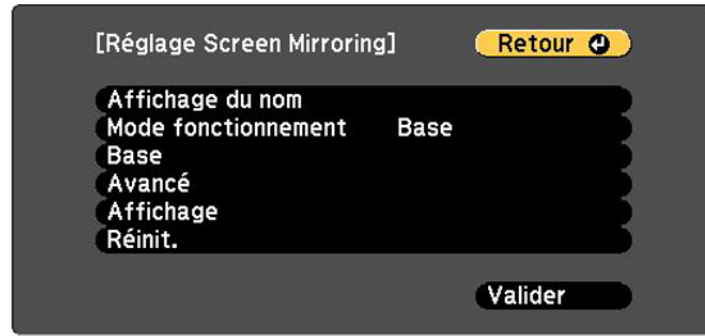 [Réglage Screen Mirroring] Retour
Affichage du nom
Mode fonctionnement Base
Base
Avancé
Affichage
Réinit.
Valider